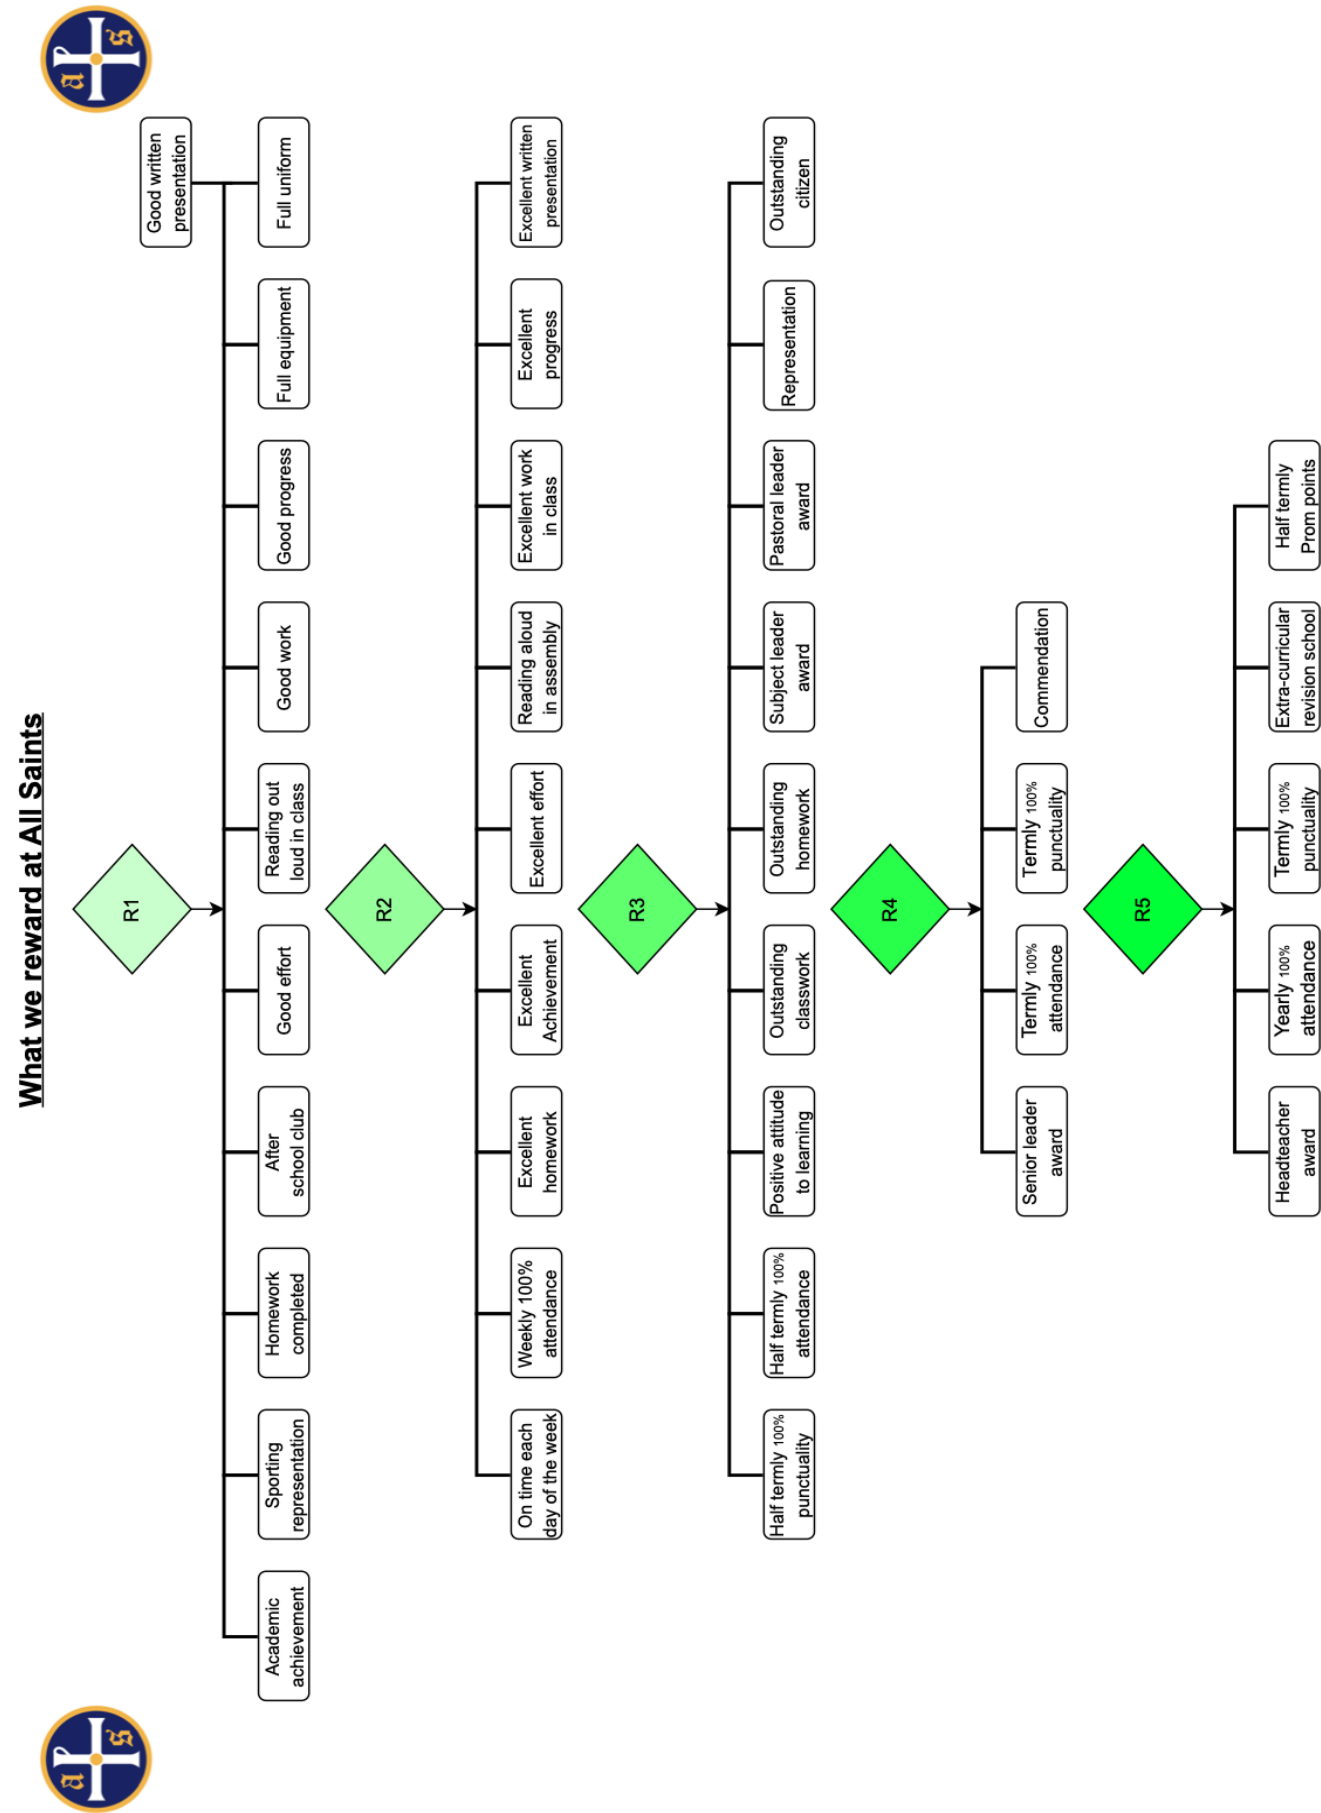 What we reward at All Saints
R1
Good written
presentation
Academic
achievement
Sporting
representation
Homework
completed
After
school club
Good effort
Reading out
loud in class
Good work
Good progress
Full equipment
Full uniform
R2
On time each
day of the week
Weekly 100%
attendance
Excellent
homework
Excellent
Achievement
Excellent effort
Reading aloud
in assembly
Excellent work
in class
Excellent
progress
Excellent written
presentation
R3
Half termly 100%
punctuality
Half termly 100%
attendance
Positive attitude
to learning
Outstanding
classwork
Outstanding
homework
Subject leader
award
Pastoral leader
award
Representation
Outstanding
citizen
R4
Senior leader
award
Termly 100%
attendance
Termly 100%
punctuality
Commendation
R5
Headteacher
award
Yearly 100%
attendance
Termly 100%
punctuality
Extra-curricular
revision school
Half termly
Prom points